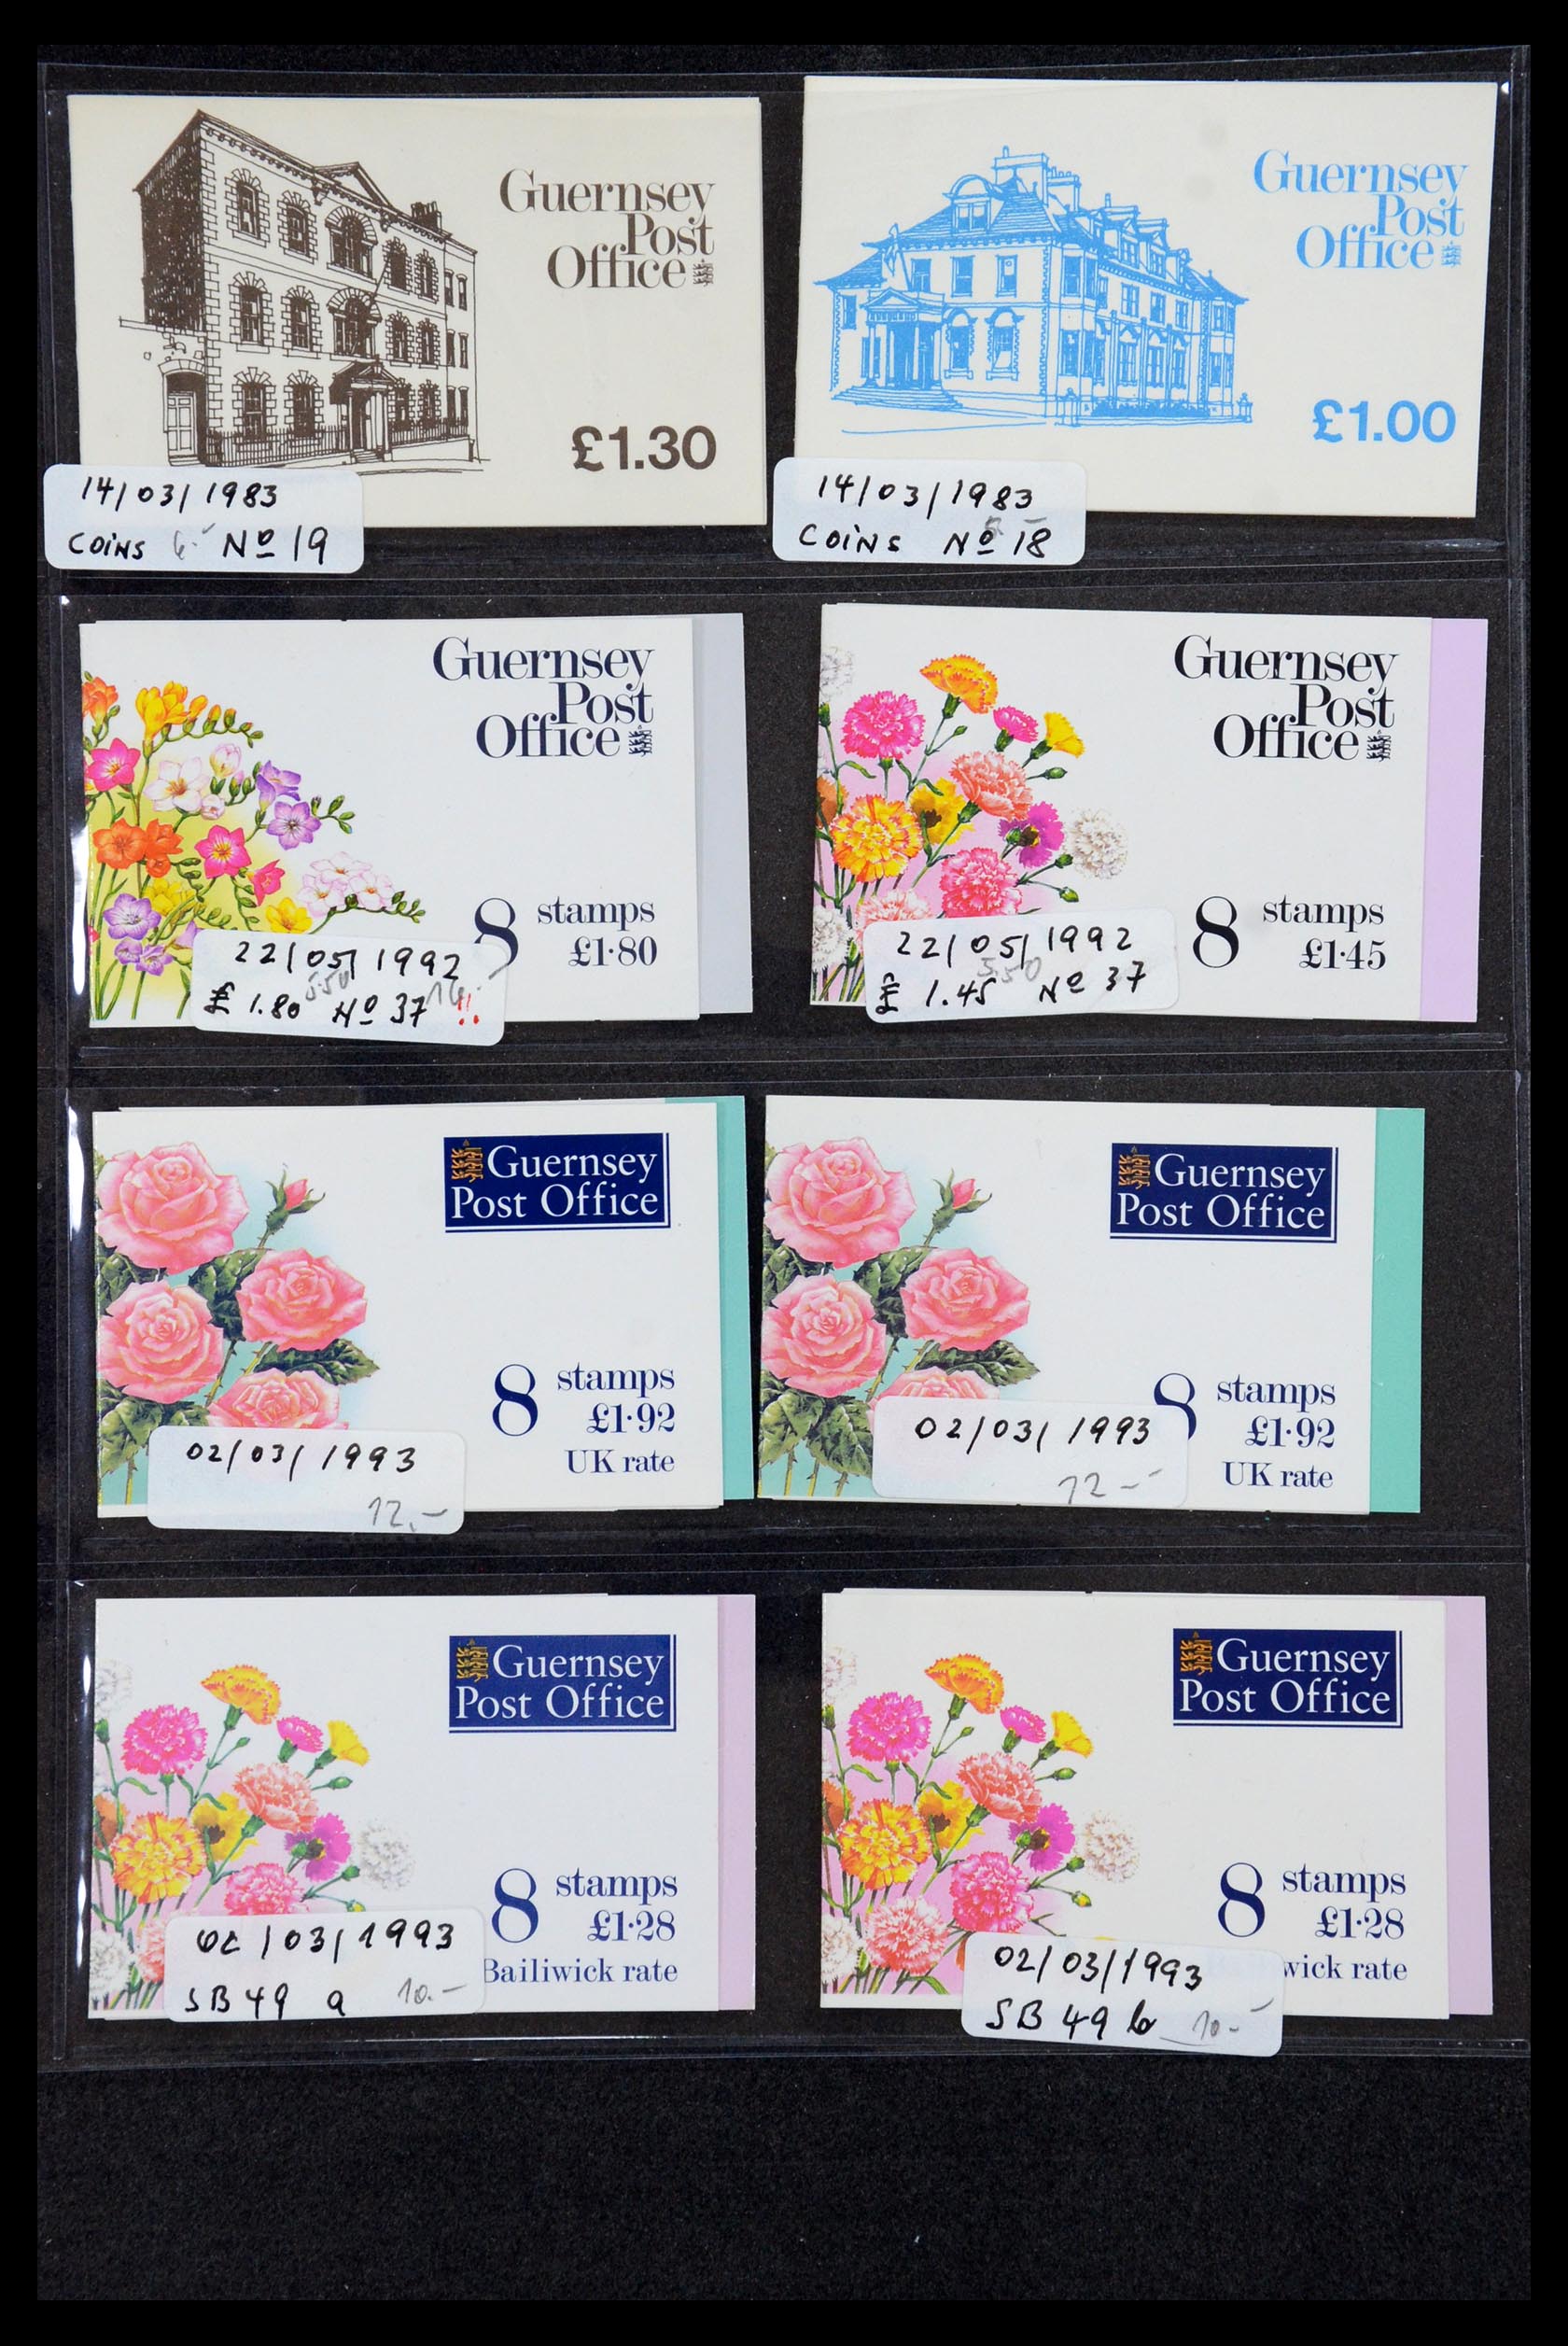 Guernsey
Post
Office
£1.30
14/03/1983
COINS 6.- Nº 19
Guernsey
Post
Office
£1.00
14/03/1983
COINS Nº 18
Guernsey
Post
Office
8 stamps
£1·80
22/05/1992
5.50
£ 1.80 Nº 37 !!
Guernsey
Post
Office
8 stamps
£1·45
22/05/1992
5.50
£ 1.45 Nº 37
Guernsey
Post Office
8 stamps
£1·92
UK rate
02/03/1993
12.-
Guernsey
Post Office
8 stamps
£1·92
UK rate
02/03/1993
12-
Guernsey
Post Office
8 stamps
£1·28
Bailiwick rate
02/03/1993
SB 49 a 10.-
Guernsey
Post Office
8 stamps
£1·28
wick rate
02/03/1993
SB 49 b 10.-